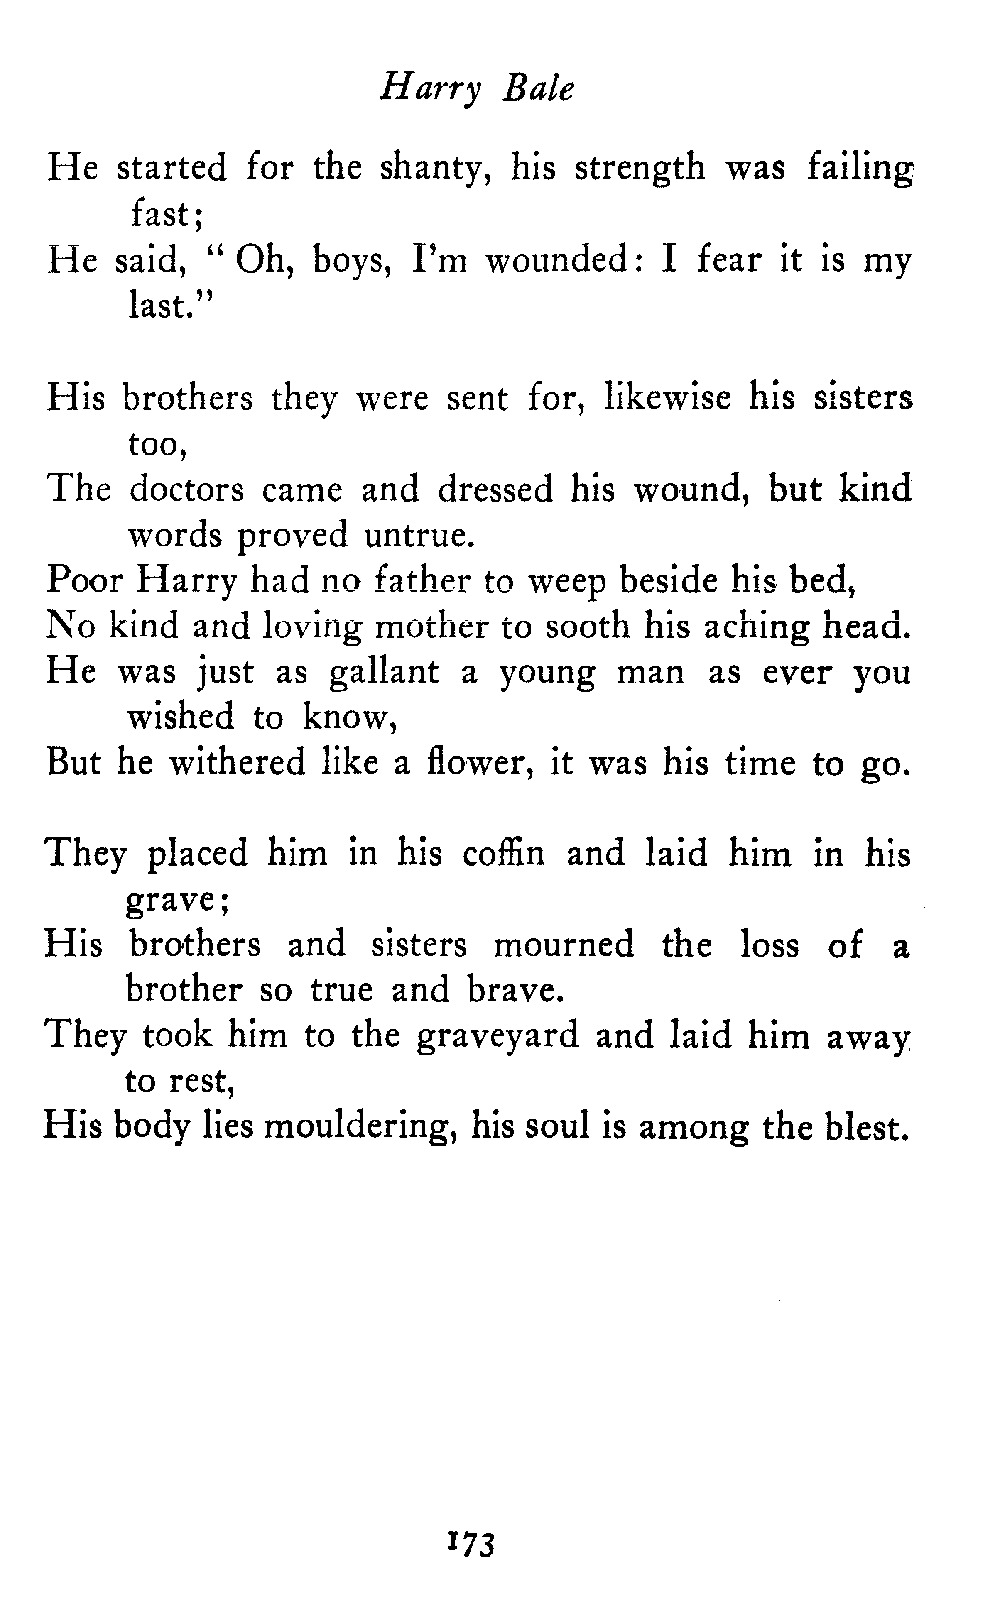 Harry Bale
He started for the shanty, his strength was failing
fast;
He said, " Oh, boys, I'm wounded: I fear it is my
last."
His brothers they were sent for, likewise his sisters
too,
The doctors came and dressed his wound, but kind
words proved untrue.
Poor Harry had no father to weep beside his bed,
No kind and loving mother to sooth his aching head.
He was just as gallant a young man as ever you
wished to know,
But he withered like a flower, it was his time to go.
They placed him in his coffin and laid him in his
grave;
His brothers and sisters mourned the loss of a
brother so true and brave.
They took him to the graveyard and laid him away
to rest,
His body lies mouldering, his soul is among the blest.
173